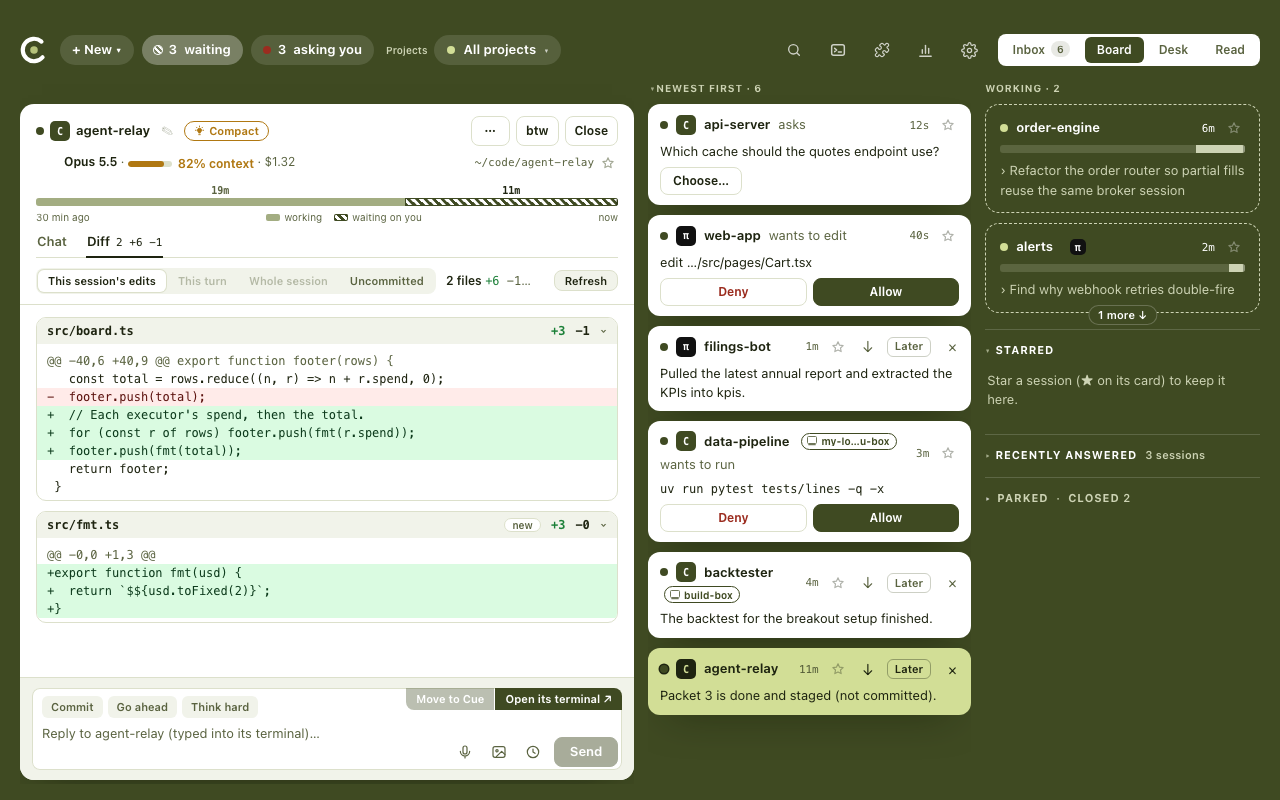 + New ▾
3 waiting
3 asking you
Projects
All projects ▾
Inbox 6
Board
Desk
Read
C agent-relay
Compact
···
btw
Close
Opus 5.5 · 82% context · $1.32
~/code/agent-relay
19m
11m
30 min ago
working
waiting on you
now
Chat
Diff 2 +6 −1
This session's edits
This turn
Whole session
Uncommitted
2 files +6 −1...
Refresh
src/board.ts
+3 −1
@@ −40,6 +40,9 @@ export function footer(rows) {
const total = rows.reduce((n, r) => n + r.spend, 0);
− footer.push(total);
+ // Each executor's spend, then the total.
+ for (const r of rows) footer.push(fmt(r.spend));
+ footer.push(fmt(total));
return footer;
}
src/fmt.ts
new
+3 −0
@@ −0,0 +1,3 @@
+export function fmt(usd) {
+ return `$${usd.toFixed(2)}`;
+}
Commit
Go ahead
Think hard
Move to Cue
Open its terminal ↗
Reply to agent-relay (typed into its terminal)…
Send
▾ NEWEST FIRST · 6
C api-server asks
12s
Which cache should the quotes endpoint use?
Choose...
π web-app wants to edit
40s
edit …/src/pages/Cart.tsx
Deny
Allow
π filings-bot
1m
↓
Later
×
Pulled the latest annual report and extracted the
KPIs into kpis.
C data-pipeline
my-lo…u-box
3m
wants to run
uv run pytest tests/lines −q −x
Deny
Allow
C backtester
build-box
4m
↓
Later
×
The backtest for the breakout setup finished.
C agent-relay
11m
↓
Later
×
Packet 3 is done and staged (not committed).
WORKING · 2
order-engine
6m
› Refactor the order router so partial fills
reuse the same broker session
alerts π
2m
› Find why webhook retries double-fire
1 more ↓
▾ STARRED
Star a session (★ on its card) to keep it
here.
▸ RECENTLY ANSWERED 3 sessions
▸ PARKED · CLOSED 2